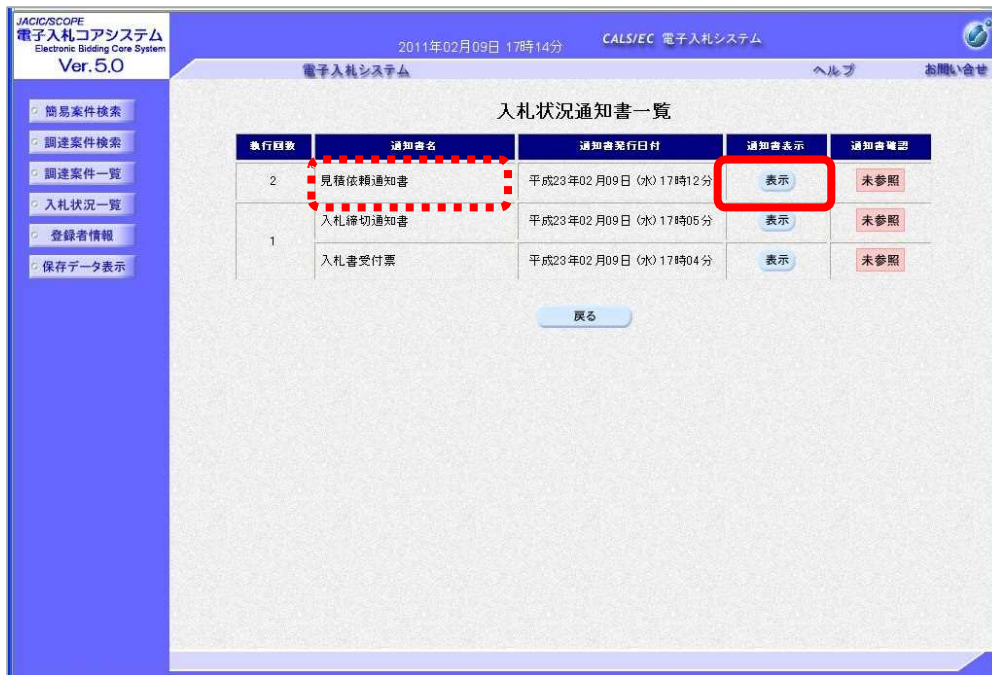 JACIC/SCOPE
電子入札コアシステム
Electronic Bidding Core System
Ver.5.0
2011年02月09日 17時14分
CALS/EC 電子入札システム
電子入札システム
ヘルプ
お問い合せ
簡易案件検索
調達案件検索
調達案件一覧
入札状況一覧
登録者情報
保存データ表示
入札状況通知書一覧
執行回数 通知書名 通知書発行日付 通知書表示 通知書確認
2 見積依頼通知書 平成23年02月09日 (水) 17時12分 表示 未参照
1 入札締切通知書 平成23年02月09日 (水) 17時05分 表示 未参照
入札書受付票 平成23年02月09日 (水) 17時04分 表示 未参照
戻る